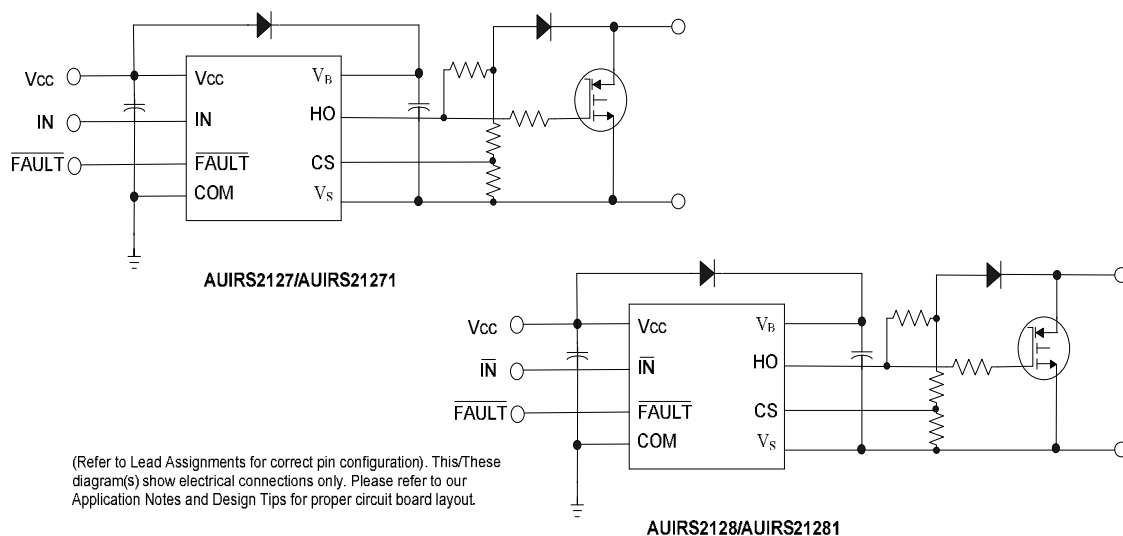 Vcc
IN
FAULT
Vcc
IN
FAULT
COM
VB
HO
CS
VS
AUIRS2127/AUIRS21271
Vcc
IN
FAULT
Vcc
IN
FAULT
COM
VB
HO
CS
VS
AUIRS2128/AUIRS21281
(Refer to Lead Assignments for correct pin configuration). This/These
diagram(s) show electrical connections only. Please refer to our
Application Notes and Design Tips for proper circuit board layout.